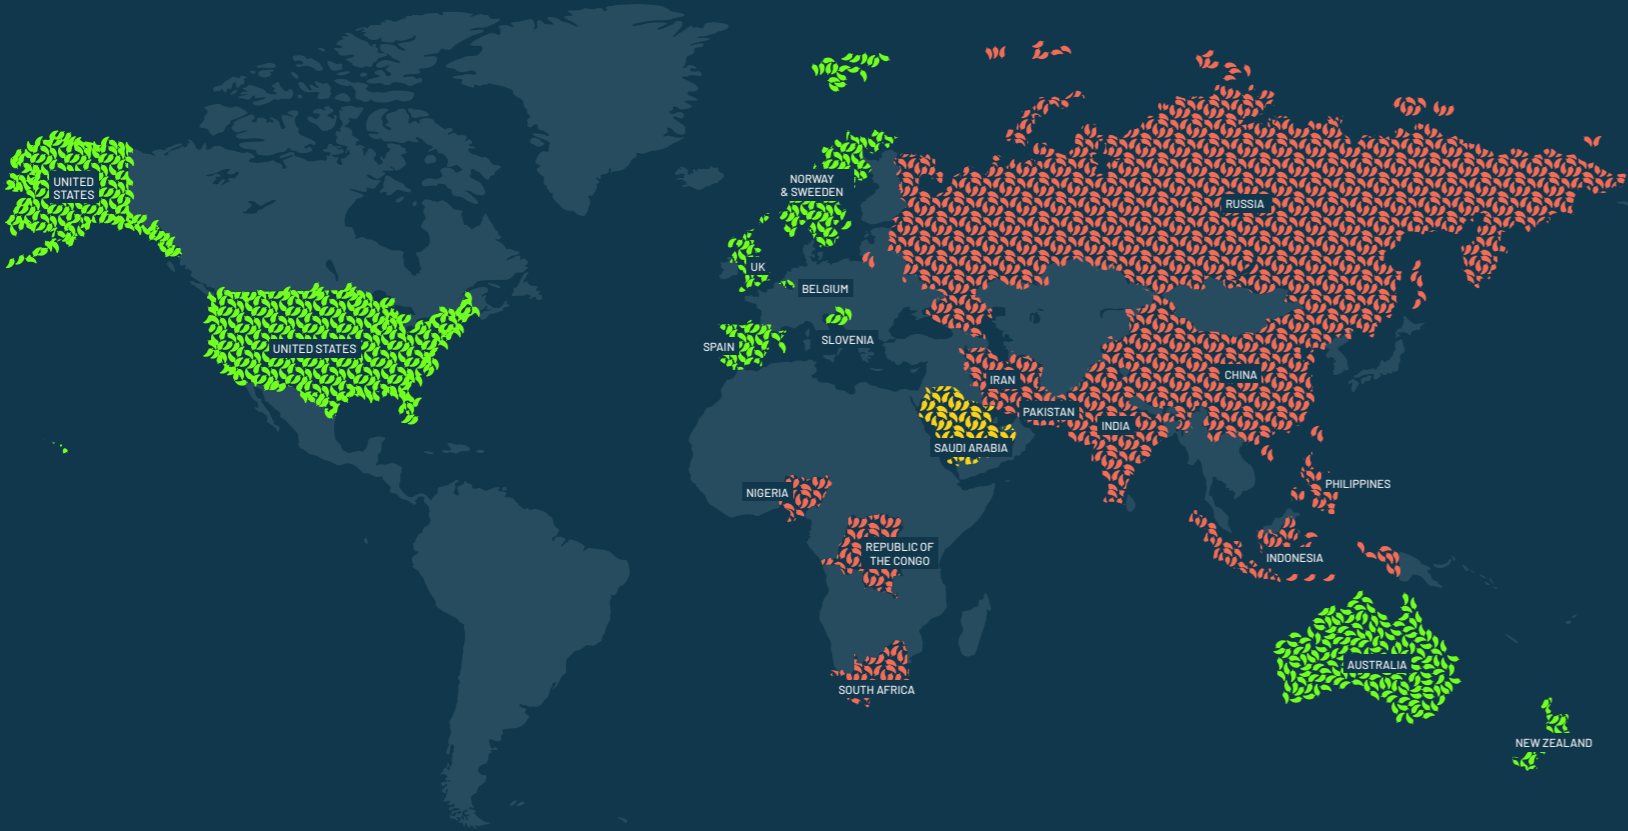 UNITED
STATES
NORWAY
& SWEDEN
RUSSIA
UK
BELGIUM
SLOVENIA
SPAIN
UNITED STATES
CHINA
IRAN
PAKISTAN
INDIA
SAUDI ARABIA
PHILIPPINES
NIGERIA
REPUBLIC OF
THE CONGO
INDONESIA
AUSTRALIA
SOUTH AFRICA
NEW ZEALAND